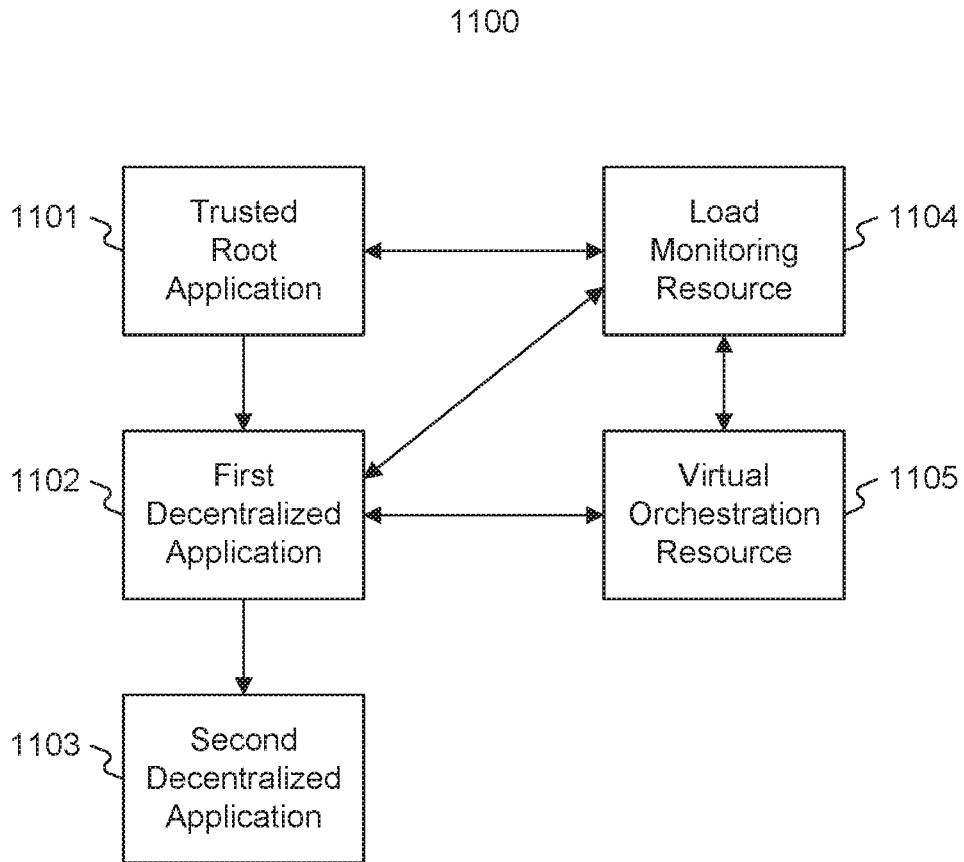 1100
1101
Trusted
Root
Application
Load
Monitoring
Resource
1104
1102
First
Decentralized
Application
Virtual
Orchestration
Resource
1105
1103
Second
Decentralized
Application